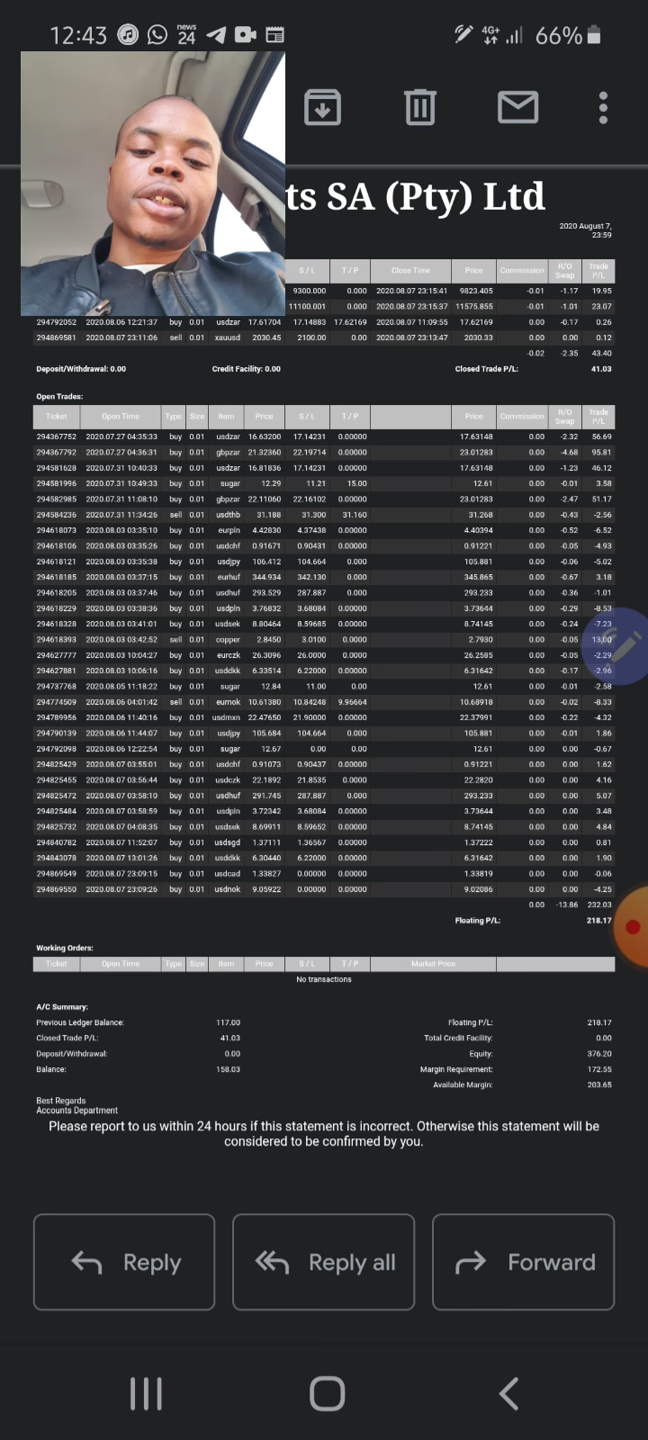 12:43 news 24 4G+ 66%
ts SA (Pty) Ltd
2020 August 7,
23:59
S / L T / P Close Time Price Commission R/O Swap Trade P/L
9300.000 0.000 2020.08.07 23:15:41 9823.405 -0.01 -1.17 19.95
11100.001 0.000 2020.08.07 23:15:37 11575.855 -0.01 -1.01 23.07
294792052 2020.08.06 12:21:37 buy 0.01 usdzar 17.61704 17.14883 17.62169 2020.08.07 11:09:55 17.62169 0.00 -0.17 0.26
294869581 2020.08.07 23:11:06 sell 0.01 xauusd 2030.45 2100.00 0.00 2020.08.07 23:13:47 2030.33 0.00 0.00 0.12
-0.02 -2.35 43.40
Deposit/Withdrawal: 0.00 Credit Facility: 0.00 Closed Trade P/L: 41.03
Open Trades:
Ticket Open Time Type Size Item Price S / L T / P Price Commission R/O Swap Trade P/L
294367752 2020.07.27 04:35:33 buy 0.01 usdzar 16.63200 17.14231 0.00000 17.63148 0.00 -2.32 56.69
294367792 2020.07.27 04:36:31 buy 0.01 gbpzar 21.32360 22.19714 0.00000 23.01283 0.00 -4.68 95.81
294581628 2020.07.31 10:40:33 buy 0.01 usdzar 16.81836 17.14231 0.00000 17.63148 0.00 -1.23 46.12
294581996 2020.07.31 10:49:33 buy 0.01 sugar 12.29 11.21 15.00 12.61 0.00 -0.01 3.58
294582985 2020.07.31 11:08:10 buy 0.01 gbpzar 22.11060 22.16102 0.00000 23.01283 0.00 -2.47 51.17
294584236 2020.07.31 11:34:26 sell 0.01 usdthb 31.188 31.300 31.160 31.268 0.00 -0.43 -2.56
294618073 2020.08.03 03:35:10 buy 0.01 eurpln 4.42830 4.37438 0.00000 4.40394 0.00 -0.52 -6.52
294618106 2020.08.03 03:35:26 buy 0.01 usdchf 0.91671 0.90431 0.00000 0.91221 0.00 -0.05 -4.93
294618121 2020.08.03 03:35:38 buy 0.01 usdjpy 106.412 104.664 0.000 105.881 0.00 -0.06 -5.02
294618185 2020.08.03 03:37:15 buy 0.01 eurhuf 344.934 342.130 0.000 345.865 0.00 -0.67 3.18
294618205 2020.08.03 03:37:46 buy 0.01 usdhuf 293.529 287.887 0.000 293.233 0.00 -0.36 -1.01
294618229 2020.08.03 03:38:36 buy 0.01 usdpln 3.76832 3.68084 0.00000 3.73644 0.00 -0.29 -8.53
294618328 2020.08.03 03:41:01 buy 0.01 usdsek 8.80464 8.59685 0.00000 8.74145 0.00 -0.24 -7.23
294618393 2020.08.03 03:42:52 sell 0.01 copper 2.8450 3.0100 0.0000 2.7930 0.00 -0.05 13.00
294627777 2020.08.03 10:04:27 buy 0.01 eurczk 26.3096 26.0000 0.0000 26.2585 0.00 -0.05 -2.29
294627881 2020.08.03 10:06:16 buy 0.01 usddkk 6.33514 6.22000 0.00000 6.31642 0.00 -0.17 -2.96
294737768 2020.08.05 11:18:22 buy 0.01 sugar 12.84 11.00 0.00 12.61 0.00 -0.01 -2.58
294774509 2020.08.06 04:01:42 sell 0.01 eurnok 10.61380 10.84248 9.96664 10.68918 0.00 -0.02 -8.33
294789956 2020.08.06 11:40:16 buy 0.01 usdmxn 22.47650 21.90000 0.00000 22.37991 0.00 -0.22 -4.32
294790139 2020.08.06 11:44:07 buy 0.01 usdjpy 105.684 104.664 0.000 105.881 0.00 -0.01 1.86
294792098 2020.08.06 12:22:54 buy 0.01 sugar 12.67 0.00 0.00 12.61 0.00 0.00 -0.67
294825429 2020.08.07 03:55:01 buy 0.01 usdchf 0.91073 0.90437 0.00000 0.91221 0.00 0.00 1.62
294825455 2020.08.07 03:56:44 buy 0.01 usdczk 22.1892 21.8535 0.0000 22.2820 0.00 0.00 4.16
294825472 2020.08.07 03:58:10 buy 0.01 usdhuf 291.745 287.887 0.000 293.233 0.00 0.00 5.07
294825484 2020.08.07 03:58:59 buy 0.01 usdpln 3.72342 3.68084 0.00000 3.73644 0.00 0.00 3.48
294825732 2020.08.07 04:08:35 buy 0.01 usdsek 8.69911 8.59652 0.00000 8.74145 0.00 0.00 4.84
294840782 2020.08.07 11:52:07 buy 0.01 usdsgd 1.37111 1.36567 0.00000 1.37222 0.00 0.00 0.81
294843078 2020.08.07 13:01:26 buy 0.01 usddkk 6.30440 6.22000 0.00000 6.31642 0.00 0.00 1.90
294869549 2020.08.07 23:09:15 buy 0.01 usdcad 1.33827 0.00000 0.00000 1.33819 0.00 0.00 -0.06
294869550 2020.08.07 23:09:26 buy 0.01 usdnok 9.05922 0.00000 0.00000 9.02086 0.00 0.00 -4.25
0.00 -13.86 232.03
Floating P/L: 218.17
Working Orders:
Ticket Open Time Type Size Item Price S / L T / P Market Price
No transactions
A/C Summary:
Previous Ledger Balance: 117.00 Floating P/L: 218.17
Closed Trade P/L: 41.03 Total Credit Facility: 0.00
Deposit/Withdrawal: 0.00 Equity: 376.20
Balance: 158.03 Margin Requirement: 172.55
Available Margin: 203.65
Best Regards
Accounts Department
Please report to us within 24 hours if this statement is incorrect. Otherwise this statement will be
considered to be confirmed by you.
Reply Reply all Forward